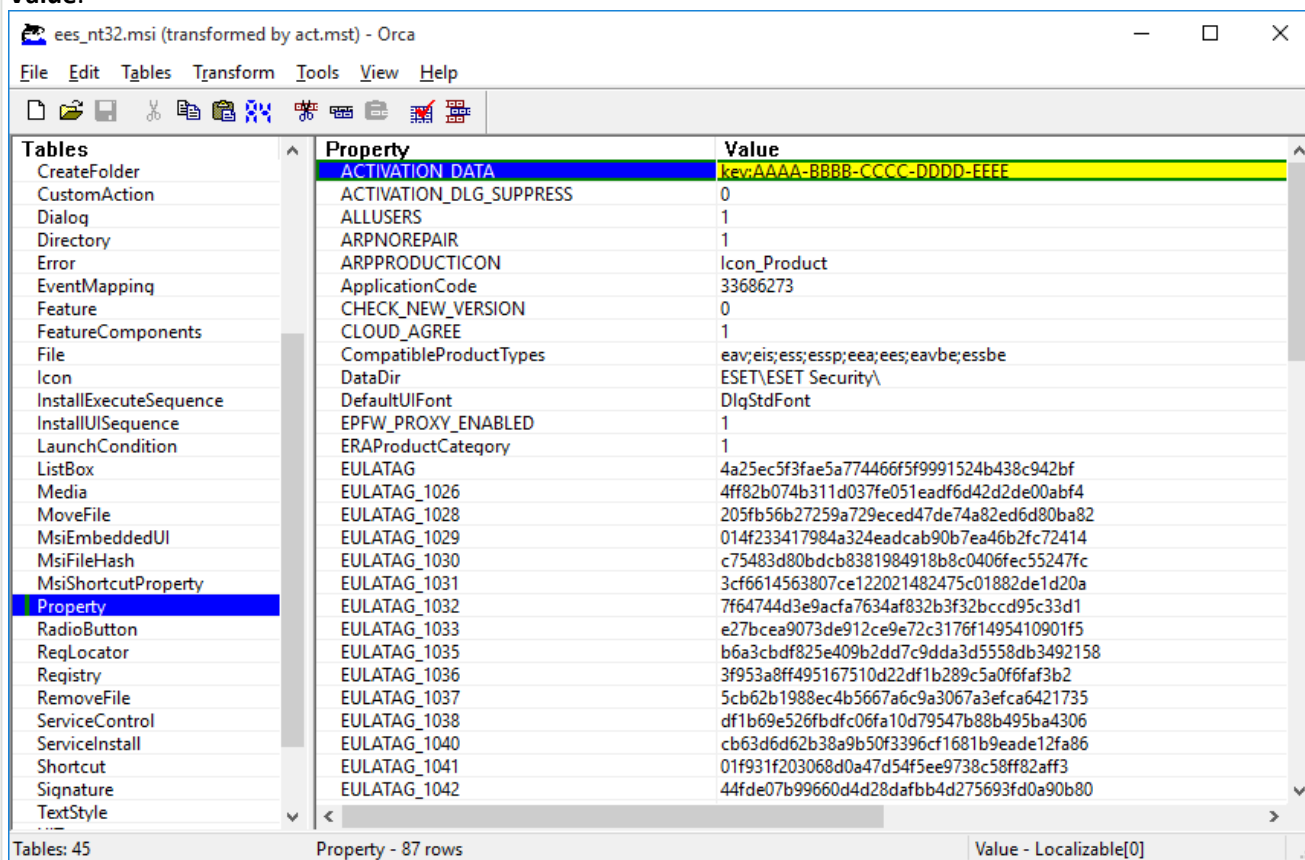 Value:
ees_nt32.msi (transformed by act.mst) - Orca
File Edit Tables Transform Tools View Help
Tables Property Value
CreateFolder ACTIVATION_DATA key:AAAA-BBBB-CCCC-DDDD-EEEE
CustomAction ACTIVATION_DLG_SUPPRESS 0
Dialog ALLUSERS 1
Directory ARPNOREPAIR 1
Error ARPPRODUCTICON Icon_Product
EventMapping ApplicationCode 33686273
Feature CHECK_NEW_VERSION 0
FeatureComponents CLOUD_AGREE 1
File CompatibleProductTypes eav;eis;ess;essp;eea;ees;eavbe;essbe
Icon DataDir ESET\ESET Security\
InstallExecuteSequence DefaultUIFont DlgStdFont
InstallUISequence EPFW_PROXY_ENABLED 1
LaunchCondition ERAProductCategory 1
ListBox EULATAG 4a25ec5f3fae5a774466f5f9991524b438c942bf
Media EULATAG_1026 4ff82b074b311d037fe051eadf6d42d2de00abf4
MoveFile EULATAG_1028 205fb56b27259a729eced47de74a82ed6d80ba82
MsiEmbeddedUI EULATAG_1029 014f233417984a324eadcab90b7ea46b2fc72414
MsiFileHash EULATAG_1030 c75483d80bdcb8381984918b8c0406fec55247fc
MsiShortcutProperty EULATAG_1031 3cf6614563807ce122021482475c01882de1d20a
Property EULATAG_1032 7f64744d3e9acfa7634af832b3f32bccd95c33d1
RadioButton EULATAG_1033 e27bcea9073de912ce9e72c3176f1495410901f5
RegLocator EULATAG_1035 b6a3cbdf825e409b2dd7c9dda3d5558db3492158
Registry EULATAG_1036 3f953a8ff495167510d22df1b289c5a0f6faf3b2
RemoveFile EULATAG_1037 5cb62b1988ec4b5667a6c9a3067a3efca6421735
ServiceControl EULATAG_1038 df1b69e526fbdfc06fa10d79547b88b495ba4306
ServiceInstall EULATAG_1040 cb63d6d62b38a9b50f3396cf1681b9eade12fa86
Shortcut EULATAG_1041 01f931f203068d0a47d54f5ee9738c58ff82aff3
Signature EULATAG_1042 44fde07b99660d4d28dafbb4d275693fd0a90b80
TextStyle
Tables: 45 Property - 87 rows Value - Localizable[0]